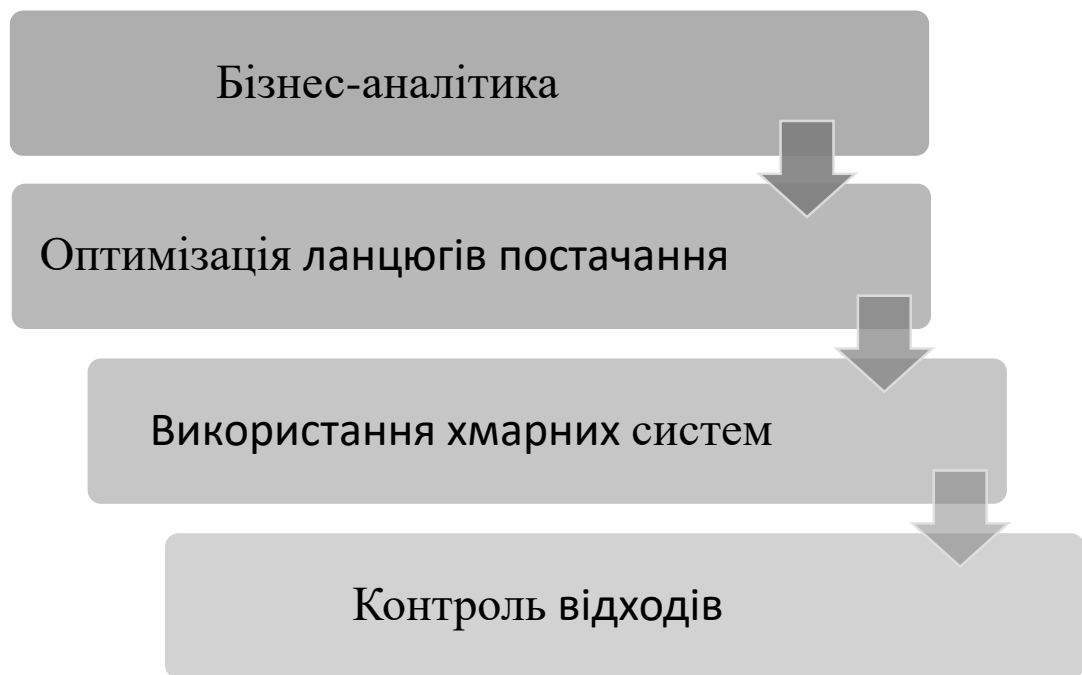 Бізнес-аналітика
Оптимізація ланцюгів постачання
Використання хмарних систем
Контроль відходів